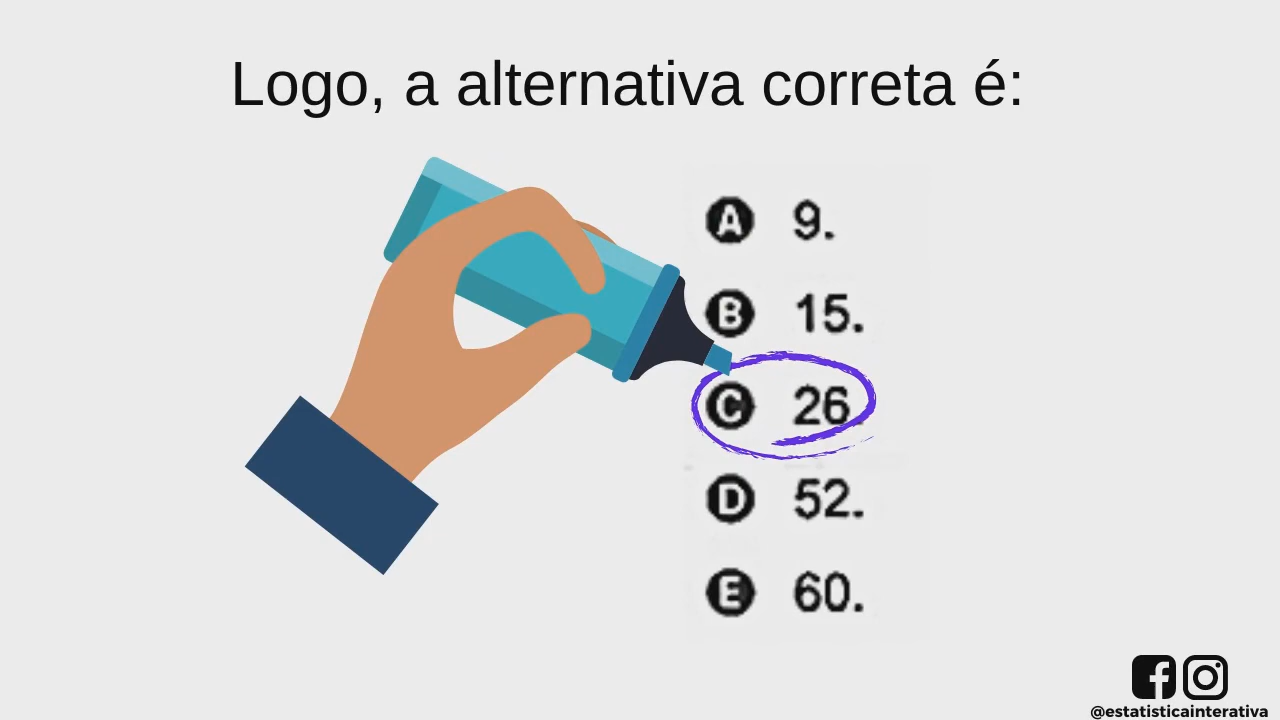 Logo, a alternativa correta é:
A 9.
B 15.
C 26.
D 52.
E 60.
@estatisticainterativa